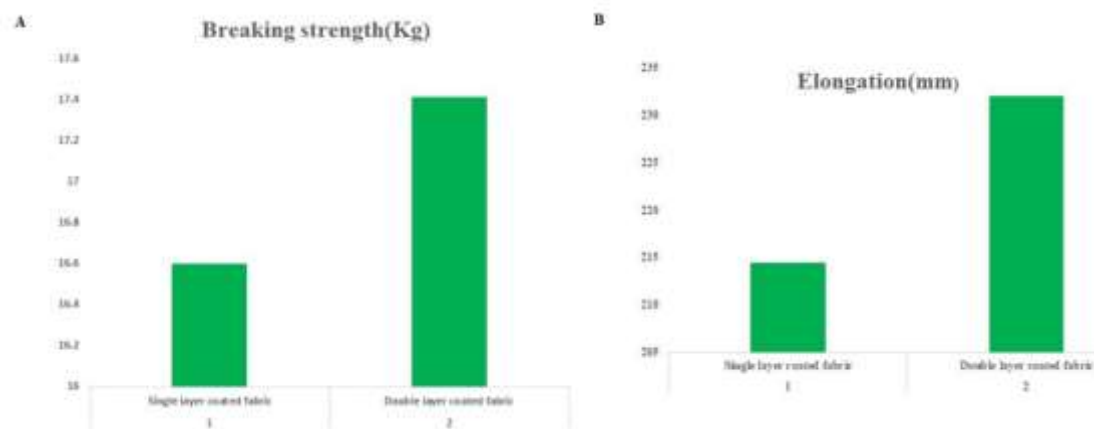 A
Breaking strength(Kg)
17.6
17.4
17.2
17
16.8
16.6
16.4
16.2
16
Single layer coated fabric
Double layer coated fabric
1
2
B
Elongation(mm)
235
230
225
220
215
210
205
Single layer coated fabric
Double layer coated fabric
1
2